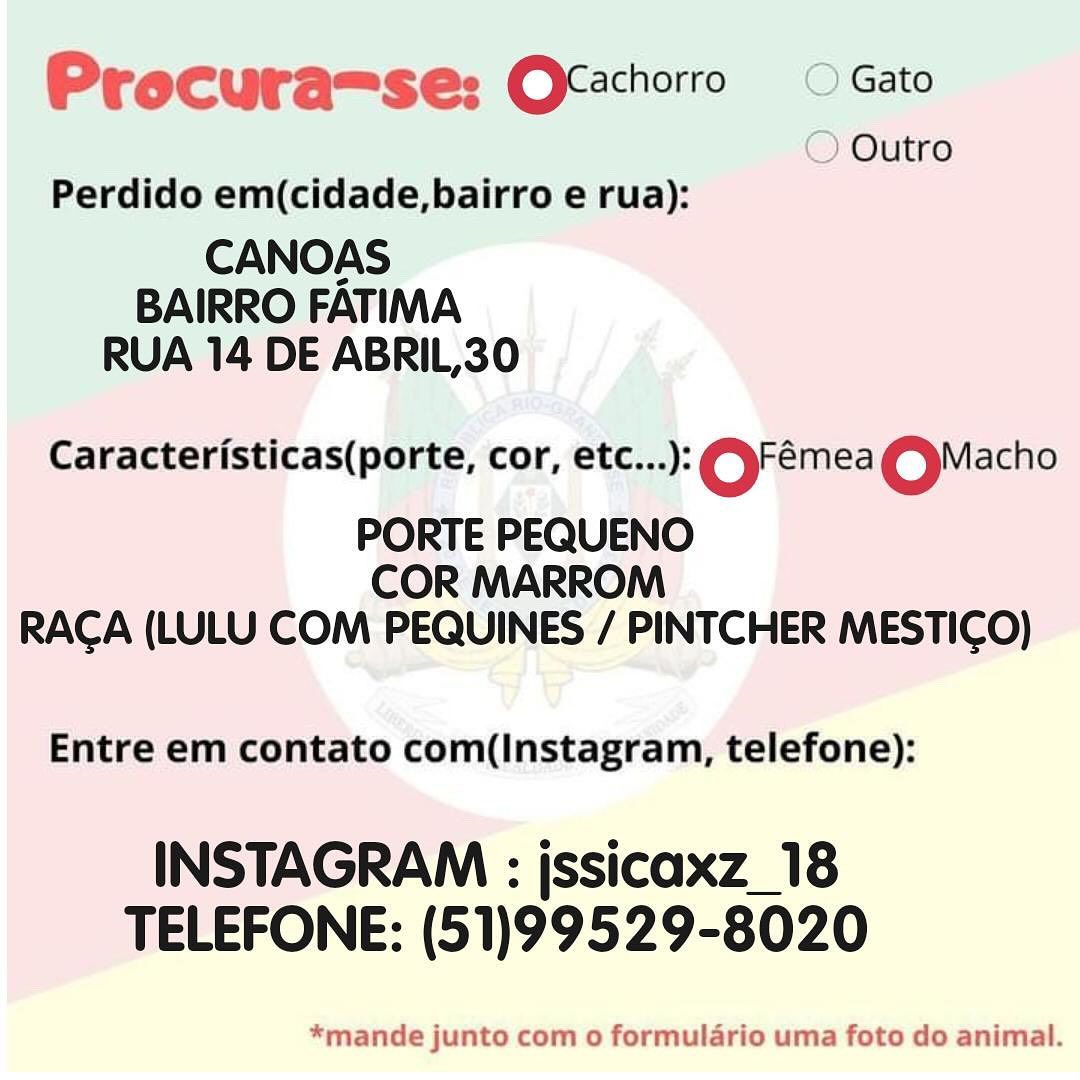 Procura-se: Cachorro Gato
Outro
Perdido em(cidade,bairro e rua):
CANOAS
BAIRRO FÁTIMA
RUA 14 DE ABRIL,30
Características(porte, cor, etc...): Fêmea Macho
PORTE PEQUENO
COR MARROM
RAÇA (LULU COM PEQUINES / PINTCHER MESTIÇO)
Entre em contato com(Instagram, telefone):
INSTAGRAM : jssicaxz_18
TELEFONE: (51)99529-8020
*mande junto com o formulário uma foto do animal.